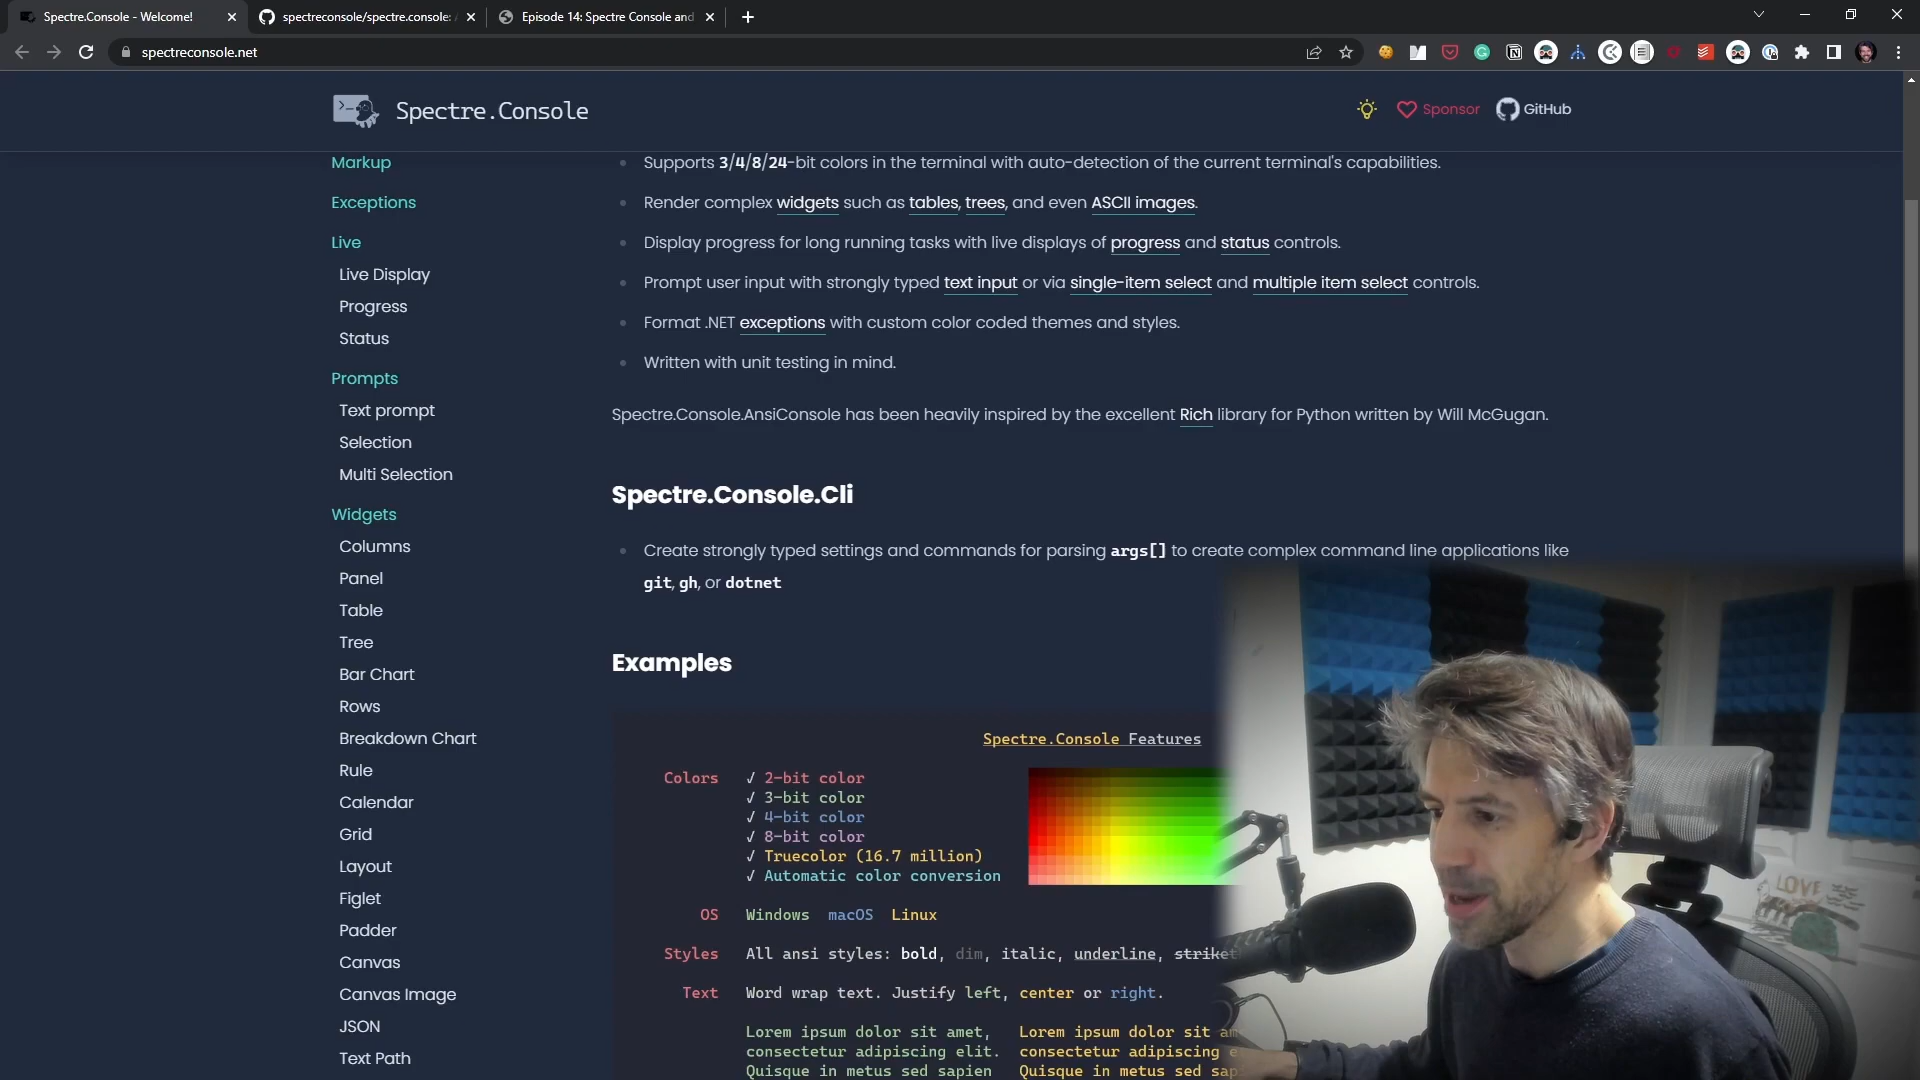 Spectre.Console - Welcome!
spectreconsole/spectre.console:
Episode 14: Spectre Console and
spectreconsole.net
Spectre.Console
Sponsor
GitHub
Markup
Exceptions
Live
Live Display
Progress
Status
Prompts
Text prompt
Selection
Multi Selection
Widgets
Columns
Panel
Table
Tree
Bar Chart
Rows
Breakdown Chart
Rule
Calendar
Grid
Layout
Figlet
Padder
Canvas
Canvas Image
JSON
Text Path
Supports 3/4/8/24-bit colors in the terminal with auto-detection of the current terminal's capabilities.
Render complex widgets such as tables, trees, and even ASCII images.
Display progress for long running tasks with live displays of progress and status controls.
Prompt user input with strongly typed text input or via single-item select and multiple item select controls.
Format .NET exceptions with custom color coded themes and styles.
Written with unit testing in mind.
Spectre.Console.AnsiConsole has been heavily inspired by the excellent Rich library for Python written by Will McGugan.
Spectre.Console.Cli
Create strongly typed settings and commands for parsing args[] to create complex command line applications like
git, gh, or dotnet
Examples
Spectre.Console Features
Colors
√ 2-bit color
√ 3-bit color
√ 4-bit color
√ 8-bit color
√ Truecolor (16.7 million)
√ Automatic color conversion
OS Windows macOS Linux
Styles All ansi styles: bold, dim, italic, underline, striket
Text Word wrap text. Justify left, center or right.
Lorem ipsum dolor sit amet, Lorem ipsum dolor sit am
consectetur adipiscing elit. consectetur adipiscing e
Quisque in metus sed sapien Quisque in metus sed sap
LOVE